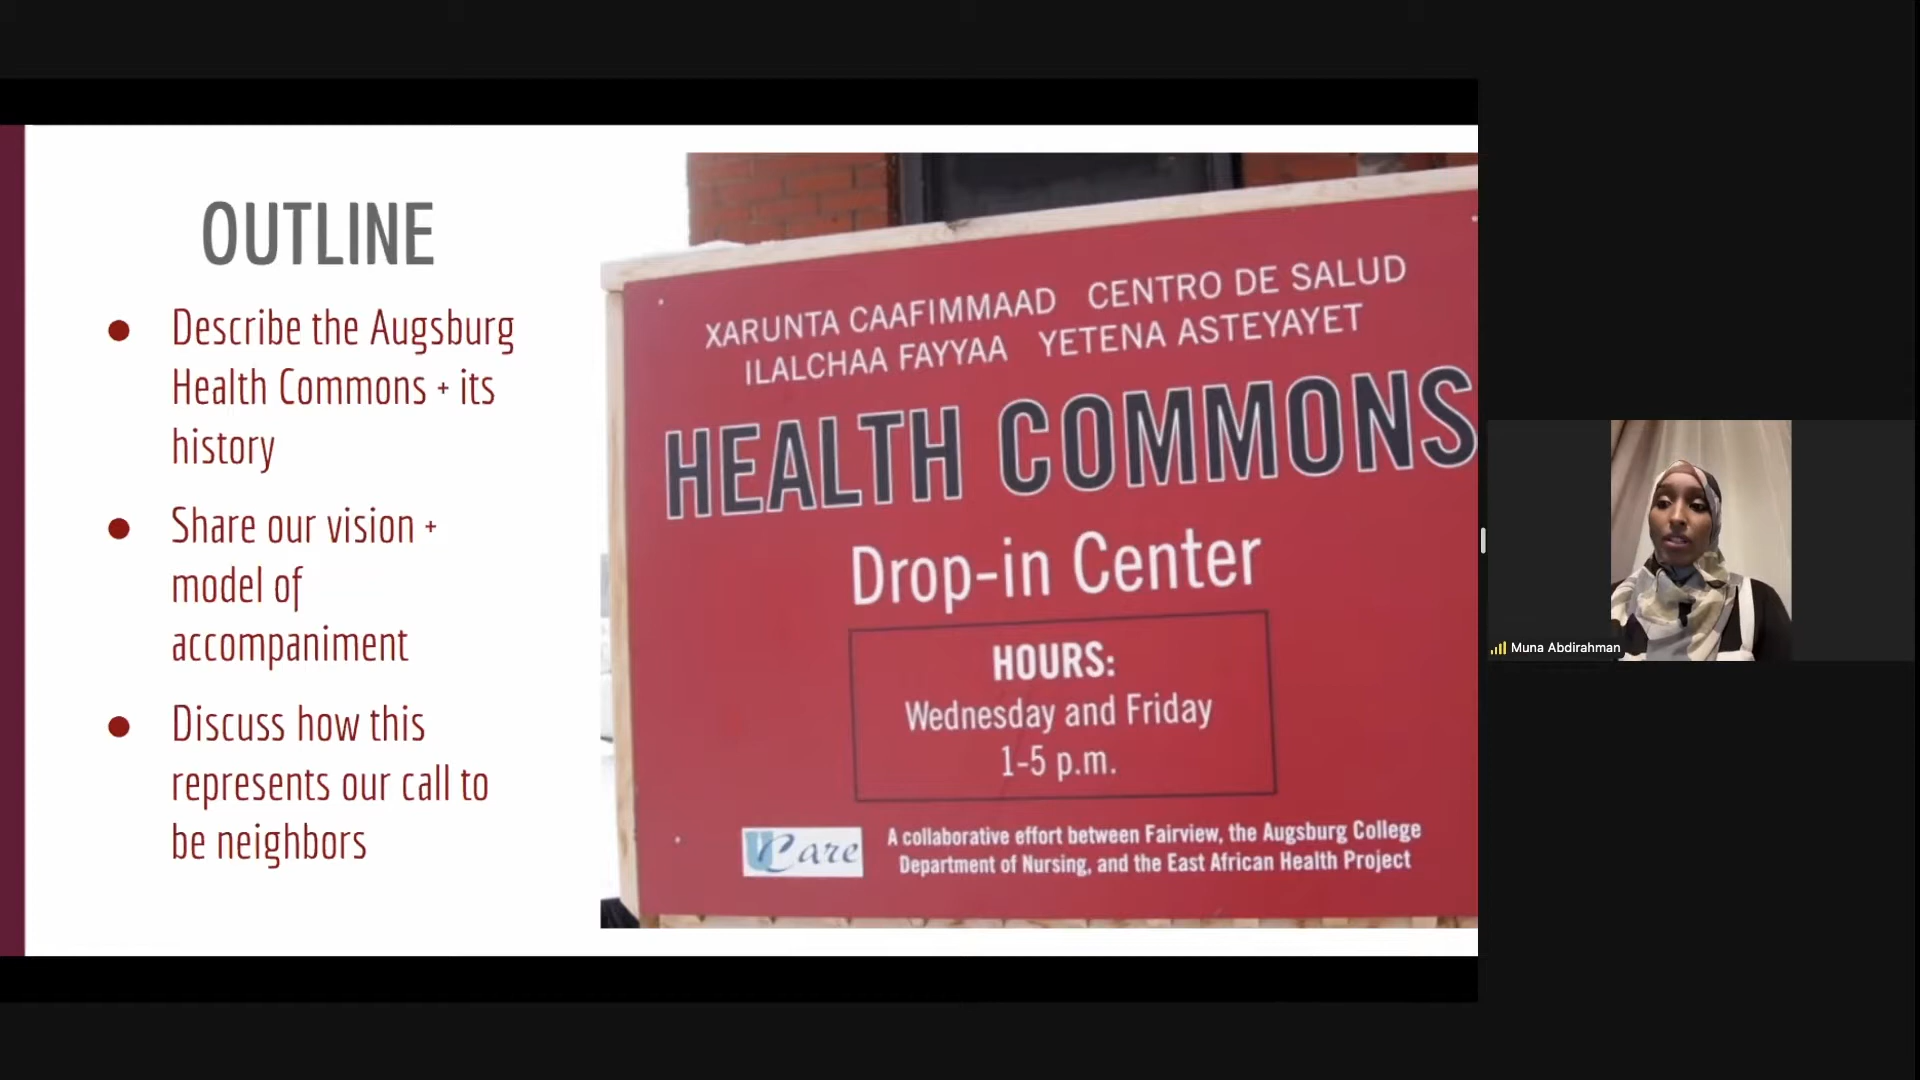 OUTLINE
● Describe the Augsburg
Health Commons + its
history
● Share our vision +
model of
accompaniment
● Discuss how this
represents our call to
be neighbors
XARUNTA CAAFIMMAAD CENTRO DE SALUD
ILALCHAA FAYYAA YETENA ASTEYAYET
HEALTH COMMONS
Drop-in Center
HOURS:
Wednesday and Friday
1-5 p.m.
UCare
A collaborative effort between Fairview, the Augsburg College
Department of Nursing, and the East African Health Project
Muna Abdirahman